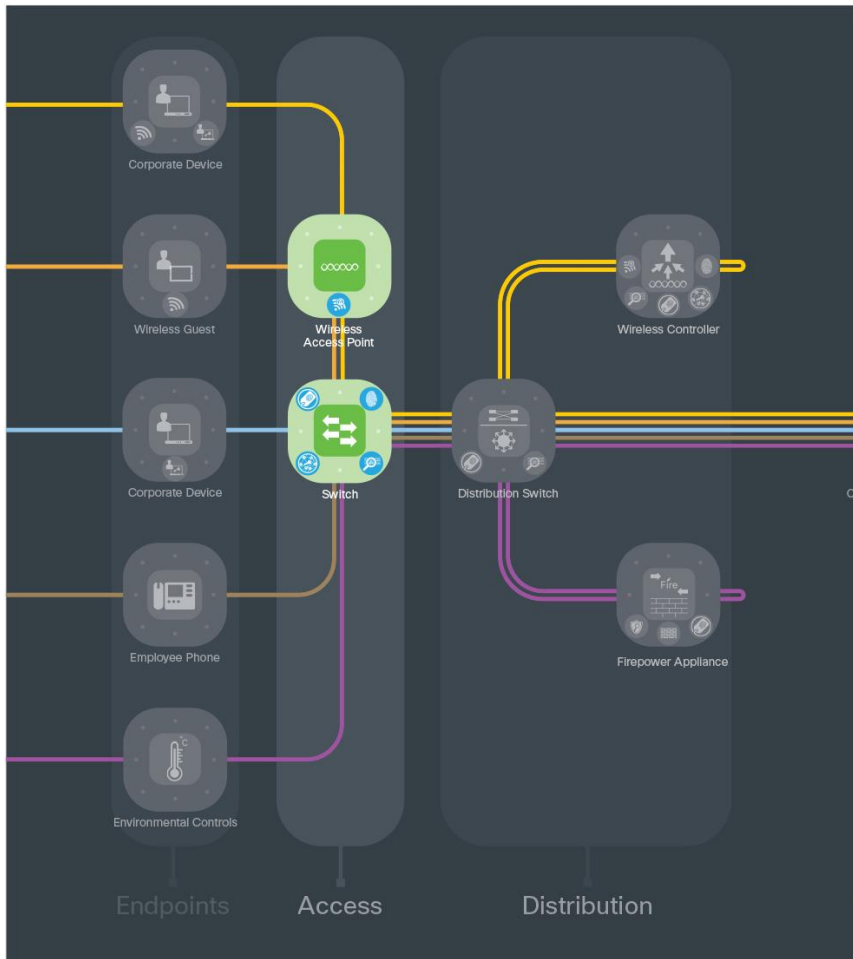 Corporate Device
Wireless Guest
Wireless
Access Point
Wireless Controller
Corporate Device
Switch
Distribution Switch
C
Employee Phone
Fire
Firepower Appliance
°C
Environmental Controls
Endpoints
Access
Distribution